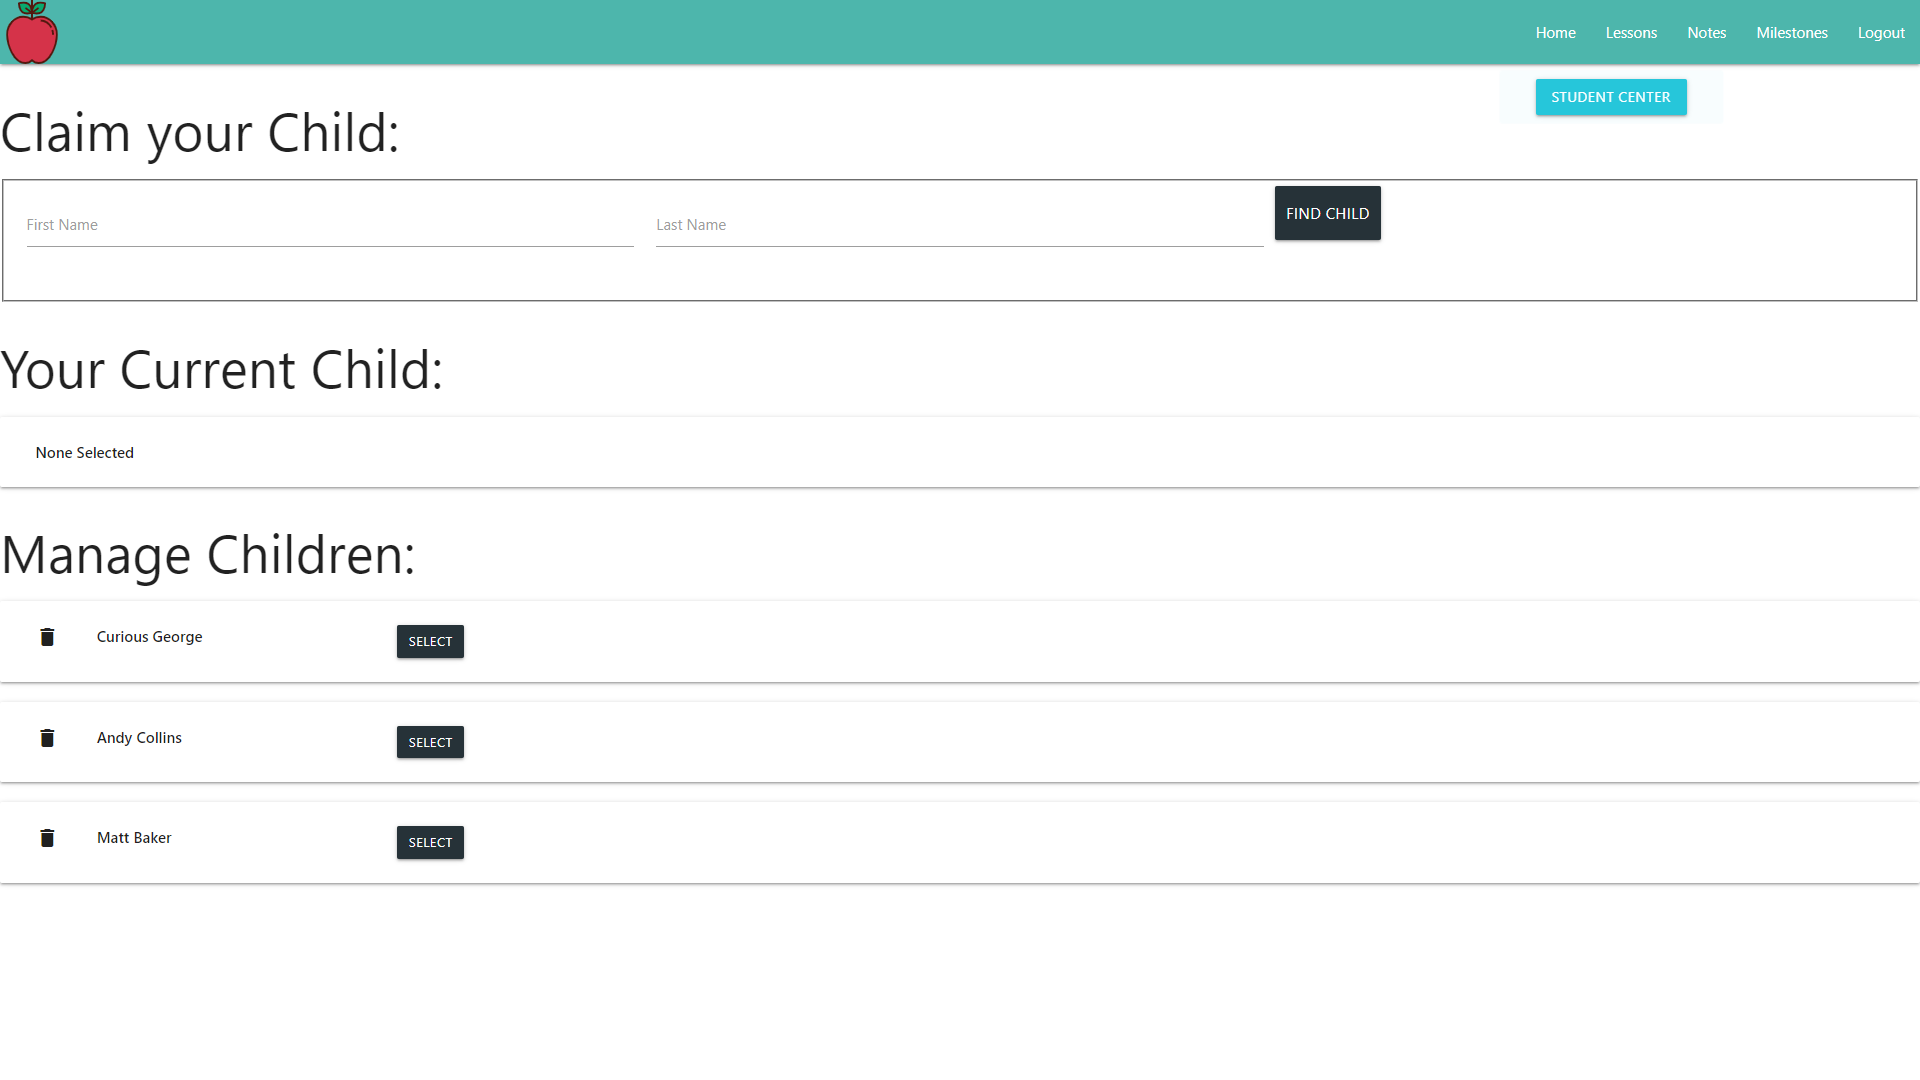 Home Lessons Notes Milestones Logout
STUDENT CENTER
Claim your Child:
First Name Last Name FIND CHILD
Your Current Child:
None Selected
Manage Children:
Curious George SELECT
Andy Collins SELECT
Matt Baker SELECT